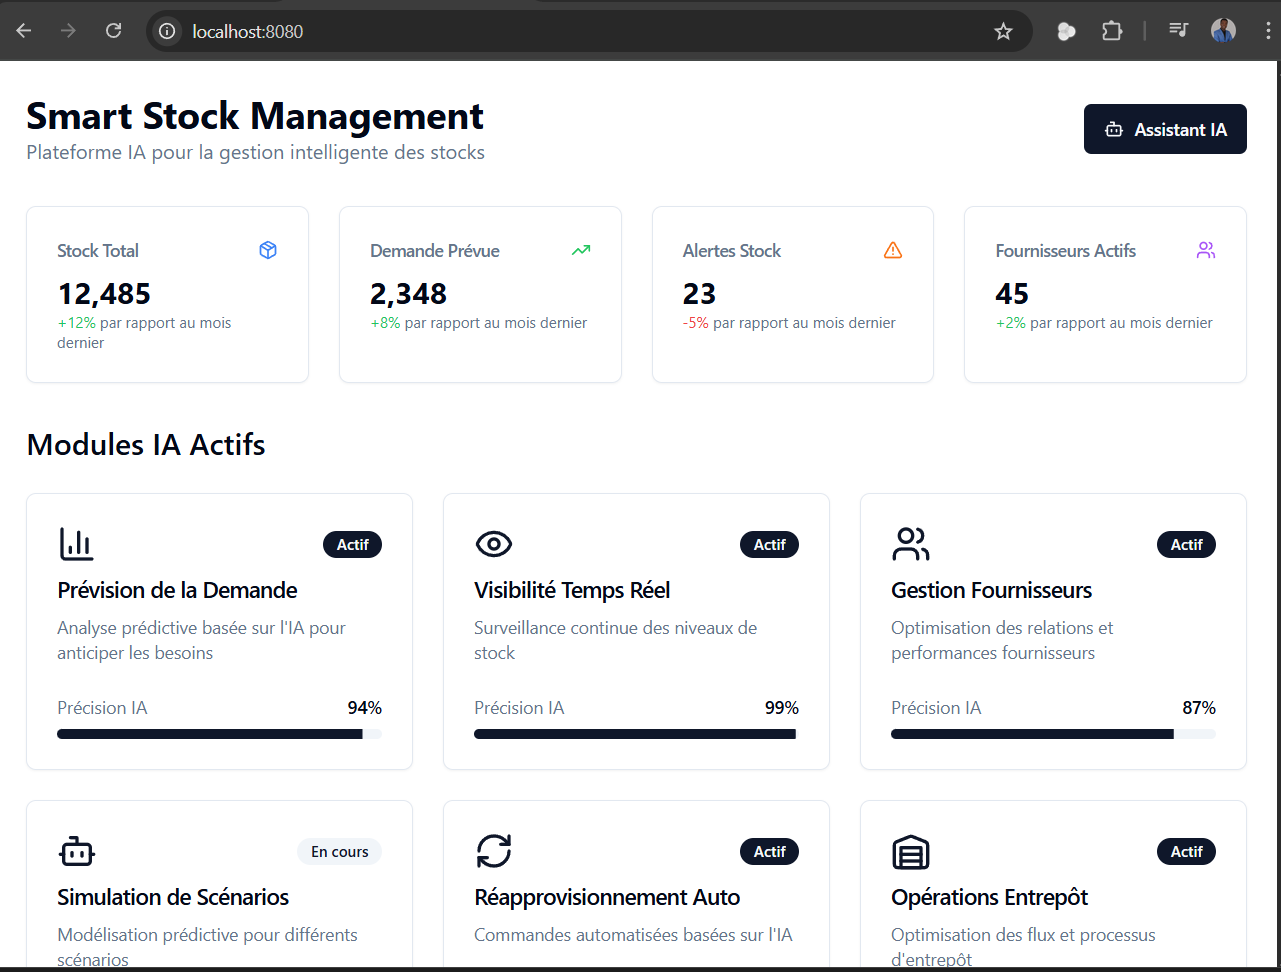 localhost:8080
Smart Stock Management
Plateforme IA pour la gestion intelligente des stocks
Assistant IA
Stock Total
12,485
+12% par rapport au mois
dernier
Demande Prévue
2,348
+8% par rapport au mois dernier
Alertes Stock
23
-5% par rapport au mois dernier
Fournisseurs Actifs
45
+2% par rapport au mois dernier
Modules IA Actifs
Actif
Prévision de la Demande
Analyse prédictive basée sur l'IA pour
anticiper les besoins
Précision IA 94%
Actif
Visibilité Temps Réel
Surveillance continue des niveaux de
stock
Précision IA 99%
Actif
Gestion Fournisseurs
Optimisation des relations et
performances fournisseurs
Précision IA 87%
En cours
Simulation de Scénarios
Modélisation prédictive pour différents
scénarios
Actif
Réapprovisionnement Auto
Commandes automatisées basées sur l'IA
Actif
Opérations Entrepôt
Optimisation des flux et processus
d'entrepôt